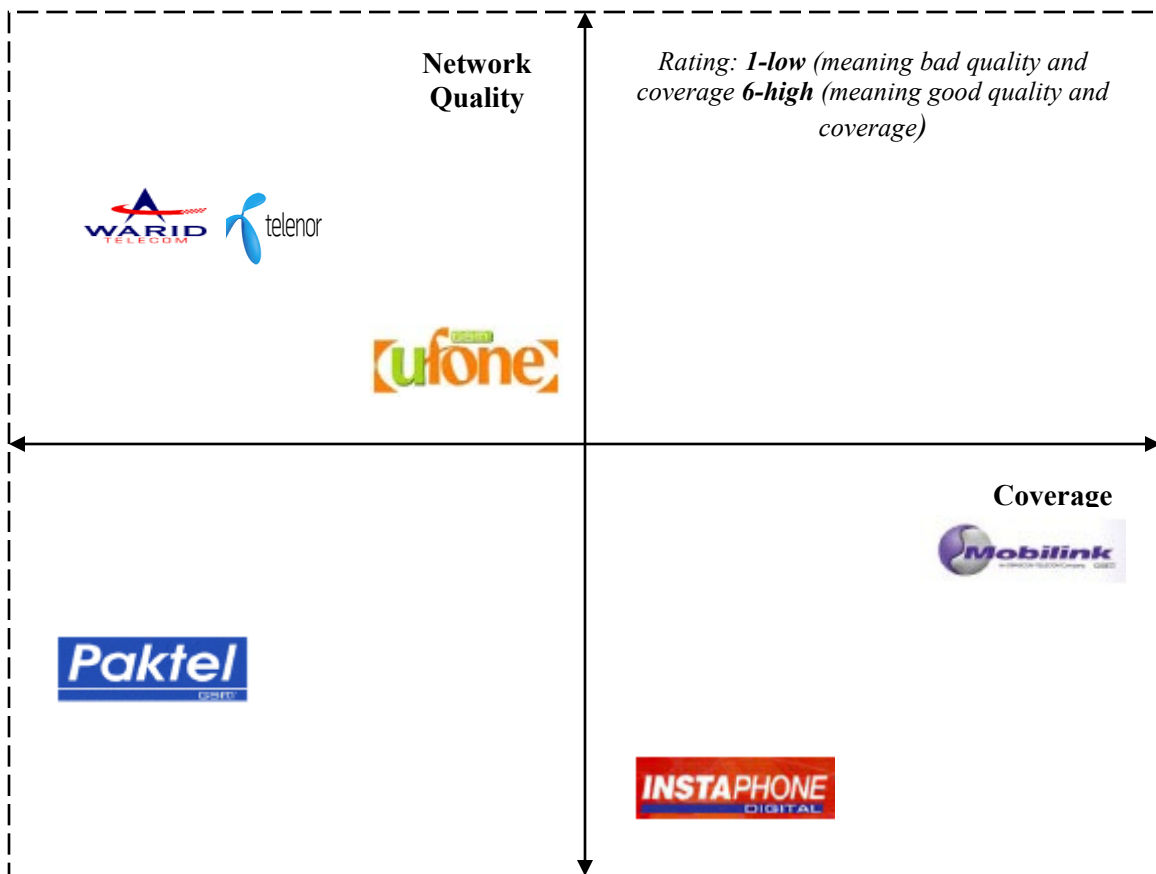 Network
Quality
Rating: 1-low (meaning bad quality and
coverage 6-high (meaning good quality and
coverage)
WARID
TELECOM
telenor
GSM
ufone
Coverage
Mobilink
GSM
Paktel
GSM
INSTAPHONE
DIGITAL